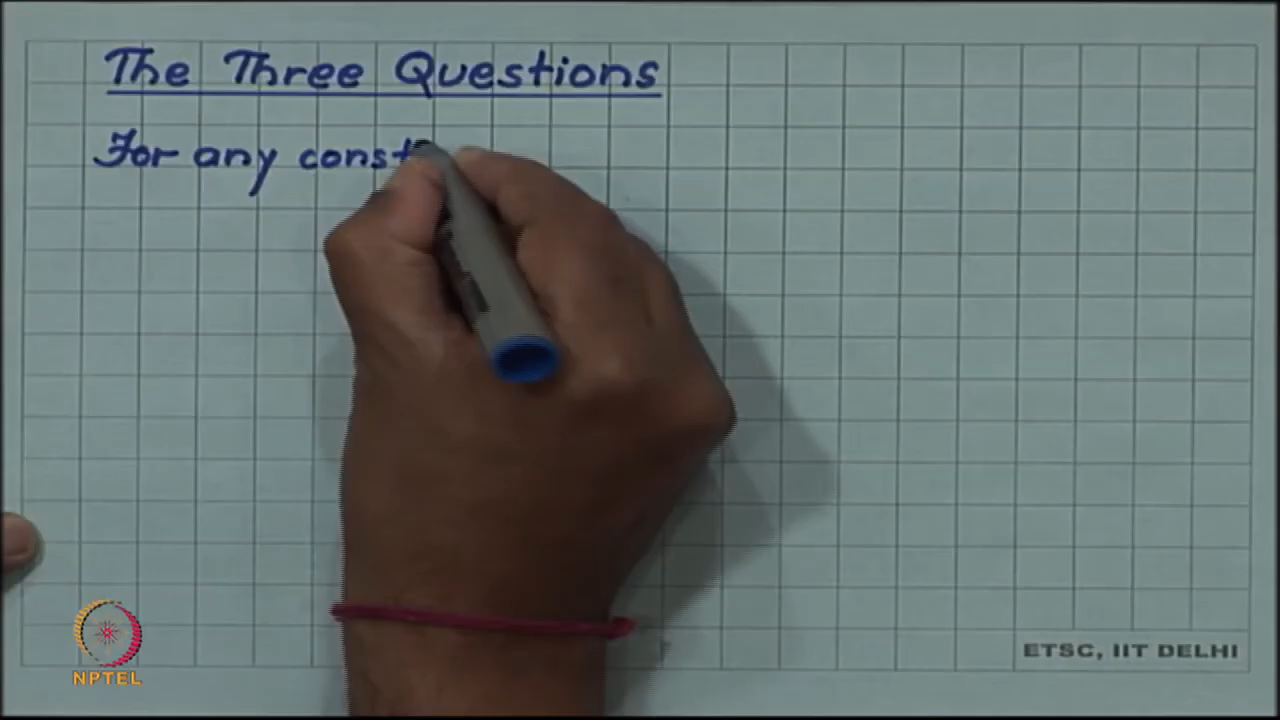 The Three Questions
For any const
NPTEL
ETSC, IIT DELHI